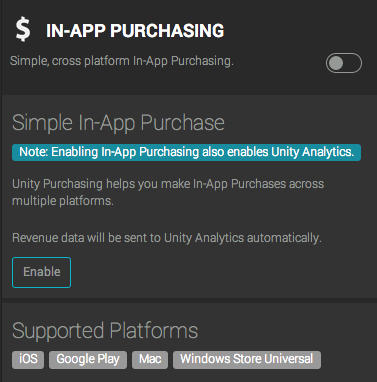 $ IN-APP PURCHASING
Simple, cross platform In-App Purchasing.
Simple In-App Purchase
Note: Enabling In-App Purchasing also enables Unity Analytics.
Unity Purchasing helps you make In-App Purchases across
multiple platforms.
Revenue data will be sent to Unity Analytics automatically.
Enable
Supported Platforms
iOS Google Play Mac Windows Store Universal